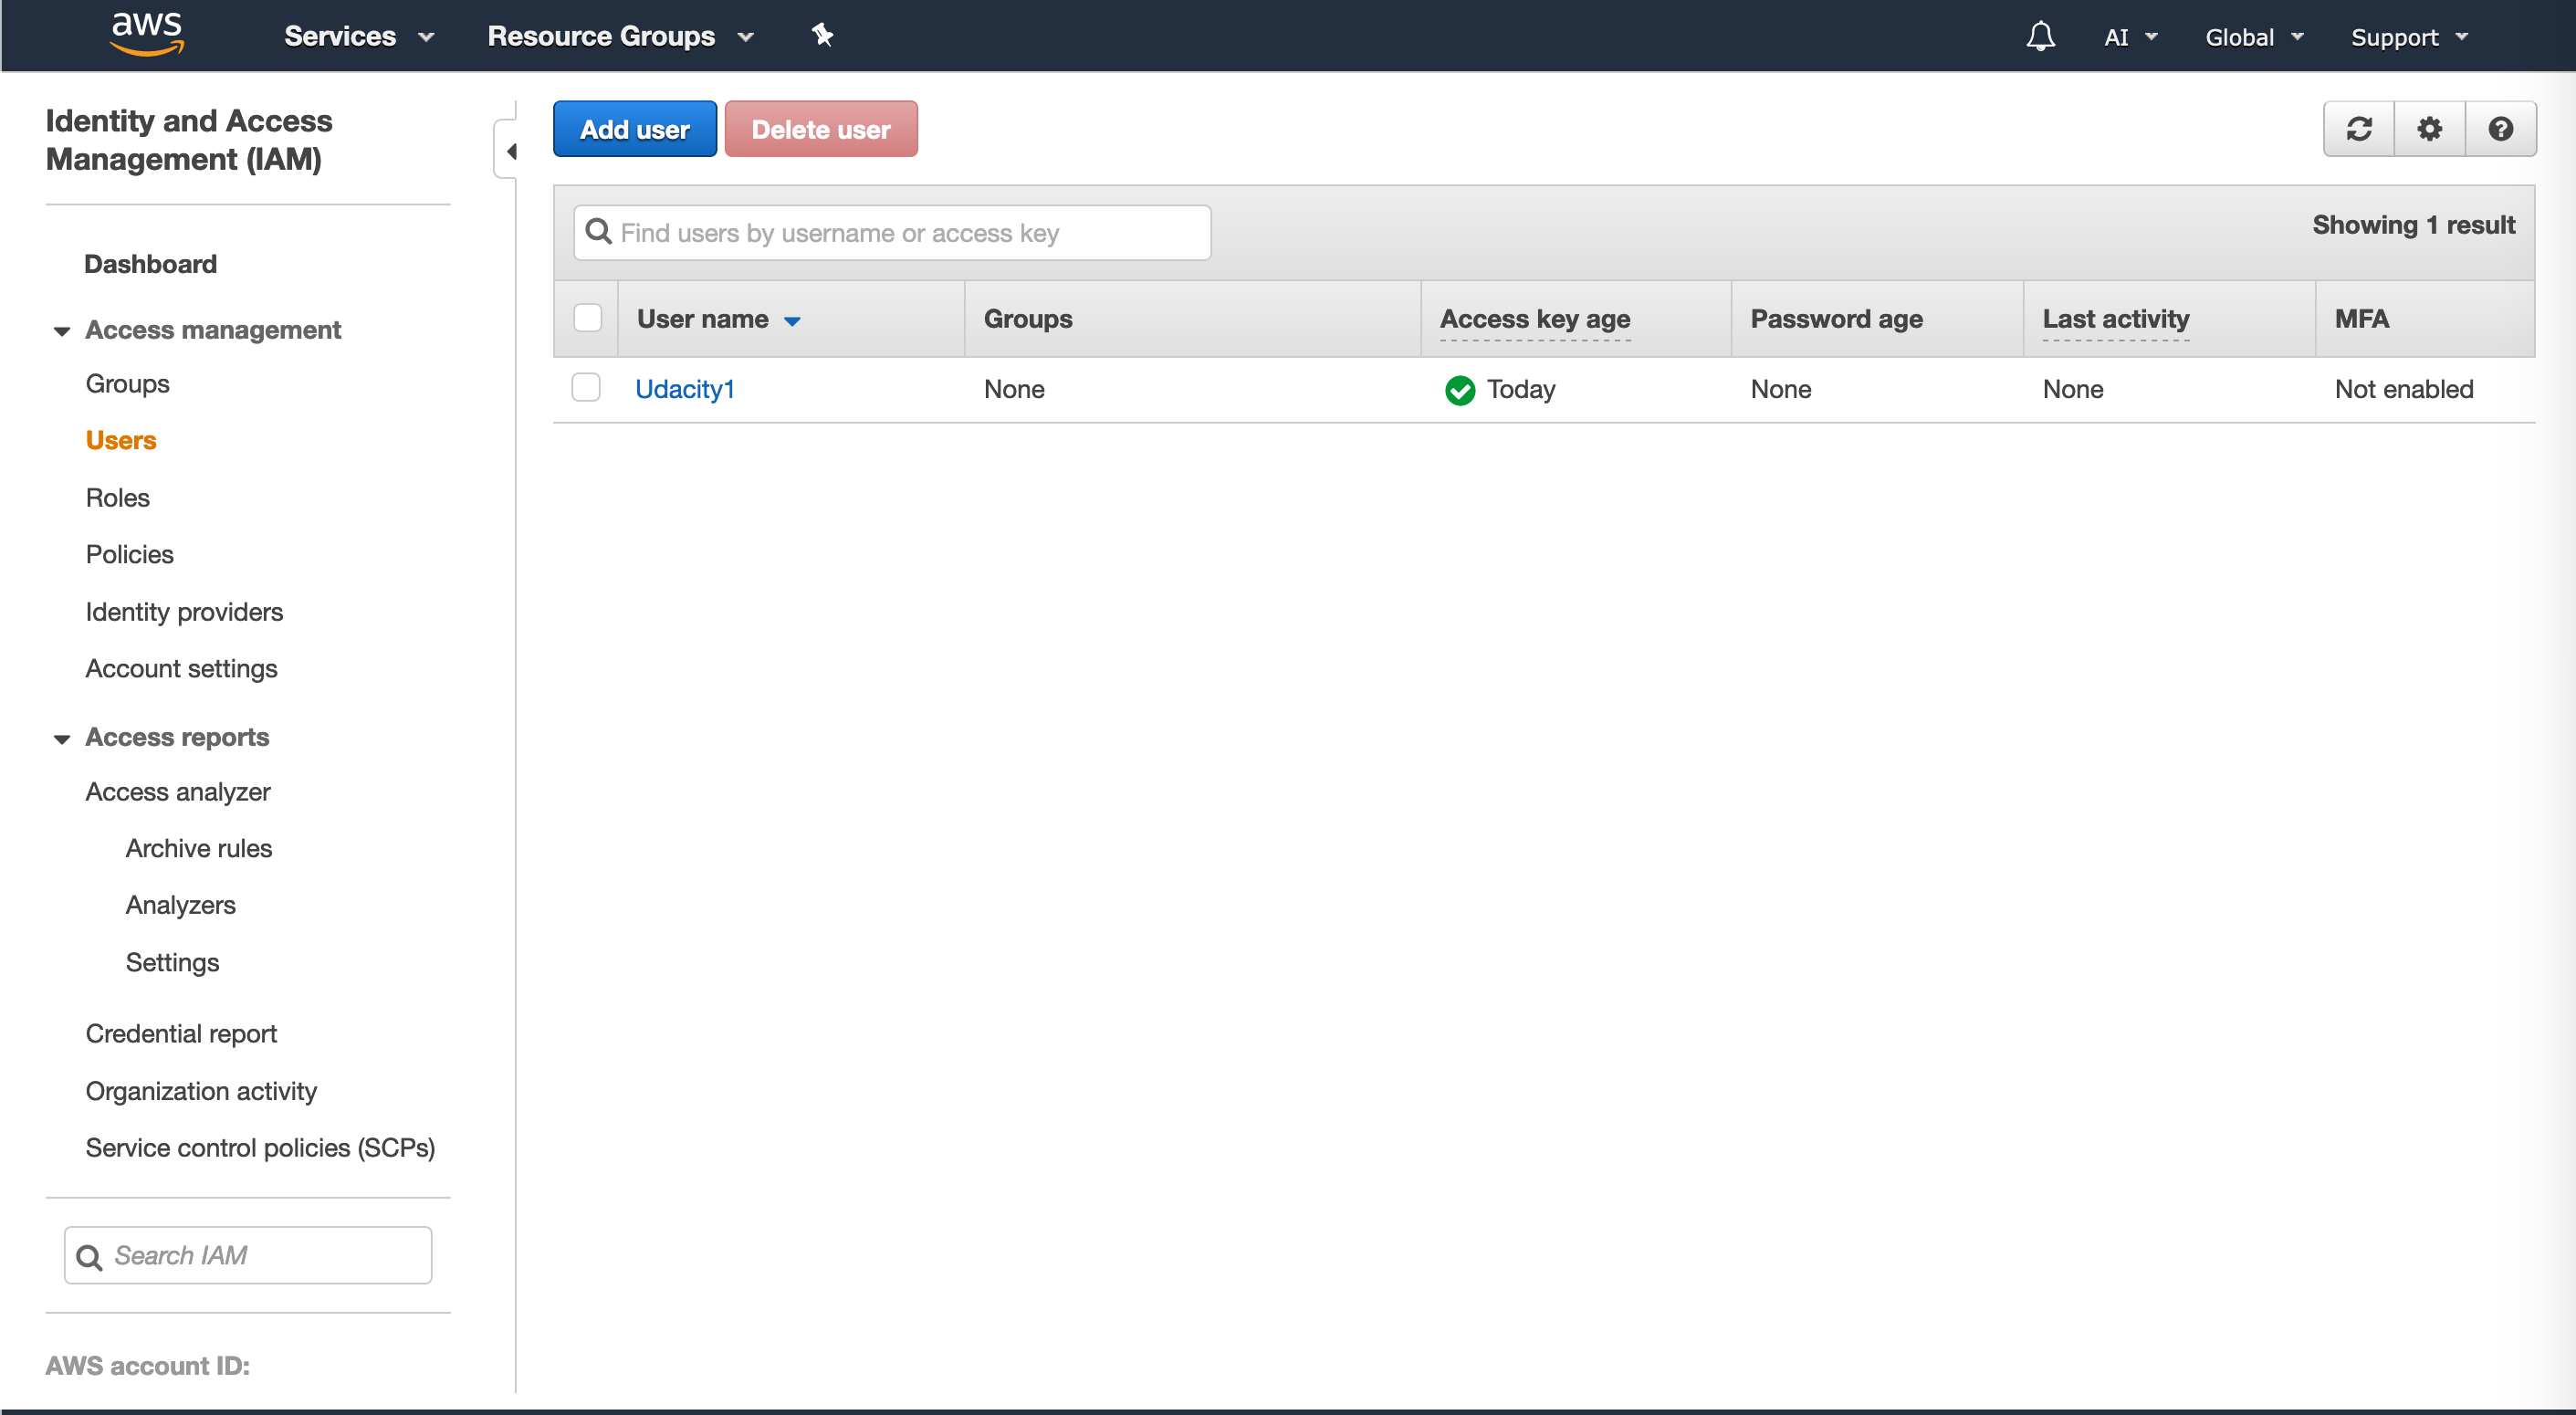 aws Services Resource Groups AI Global Support
Identity and Access
Management (IAM)
Dashboard
Access management
Groups
Users
Roles
Policies
Identity providers
Account settings
Access reports
Access analyzer
Archive rules
Analyzers
Settings
Credential report
Organization activity
Service control policies (SCPs)
Search IAM
AWS account ID:
Add user Delete user
Find users by username or access key Showing 1 result
User name Groups Access key age Password age Last activity MFA
Udacity1 None Today None None Not enabled